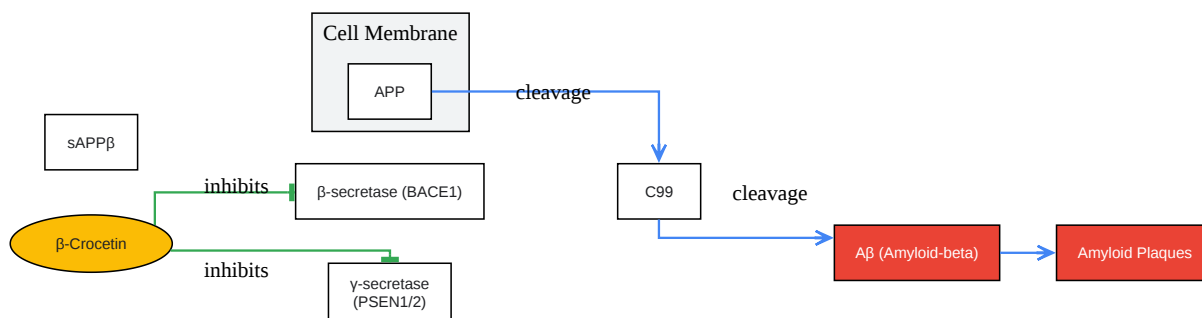 Cell Membrane
APP
cleavage
sAPPβ
inhibits
β-secretase (BACE1)
C99
cleavage
β-Crocetin
inhibits
γ-secretase
(PSEN1/2)
Aβ (Amyloid-beta)
Amyloid Plaques